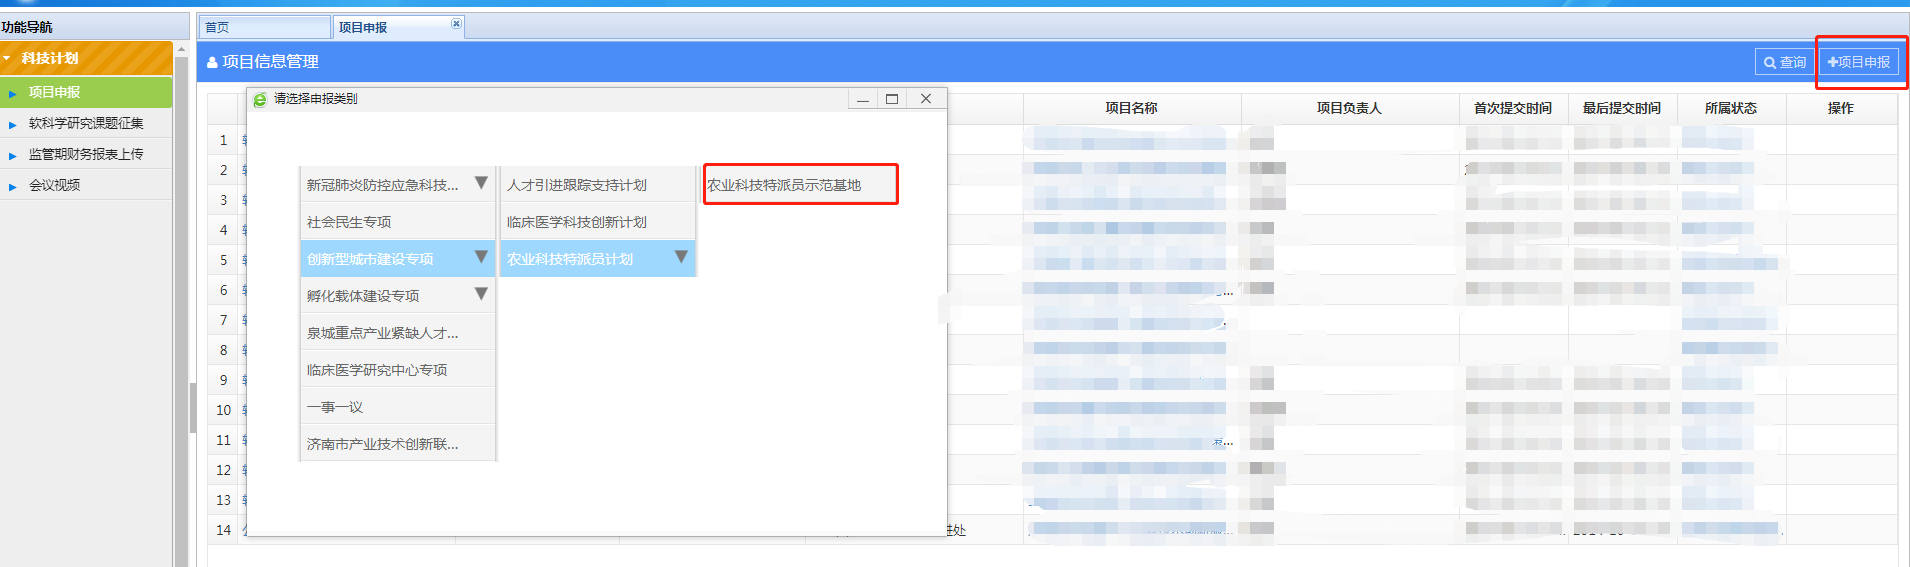 功能导航
科技计划
项目申报
软科学研究课题征集
监管期财务报表上传
会议视频
首页
项目申报
项目信息管理
查询
项目申报
请选择申报类别
新冠肺炎防控应急科技...
社会民生专项
创新型城市建设专项
孵化载体建设专项
泉城重点产业紧缺人才...
临床医学研究中心专项
一事一议
济南市产业技术创新联...
人才引进跟踪支持计划
临床医学科技创新计划
农业科技特派员计划
农业科技特派员示范基地
项目名称
项目负责人
首次提交时间
最后提交时间
所属状态
操作
1
2
3
4
5
6
7
8
9
10
11
12
13
14
进处